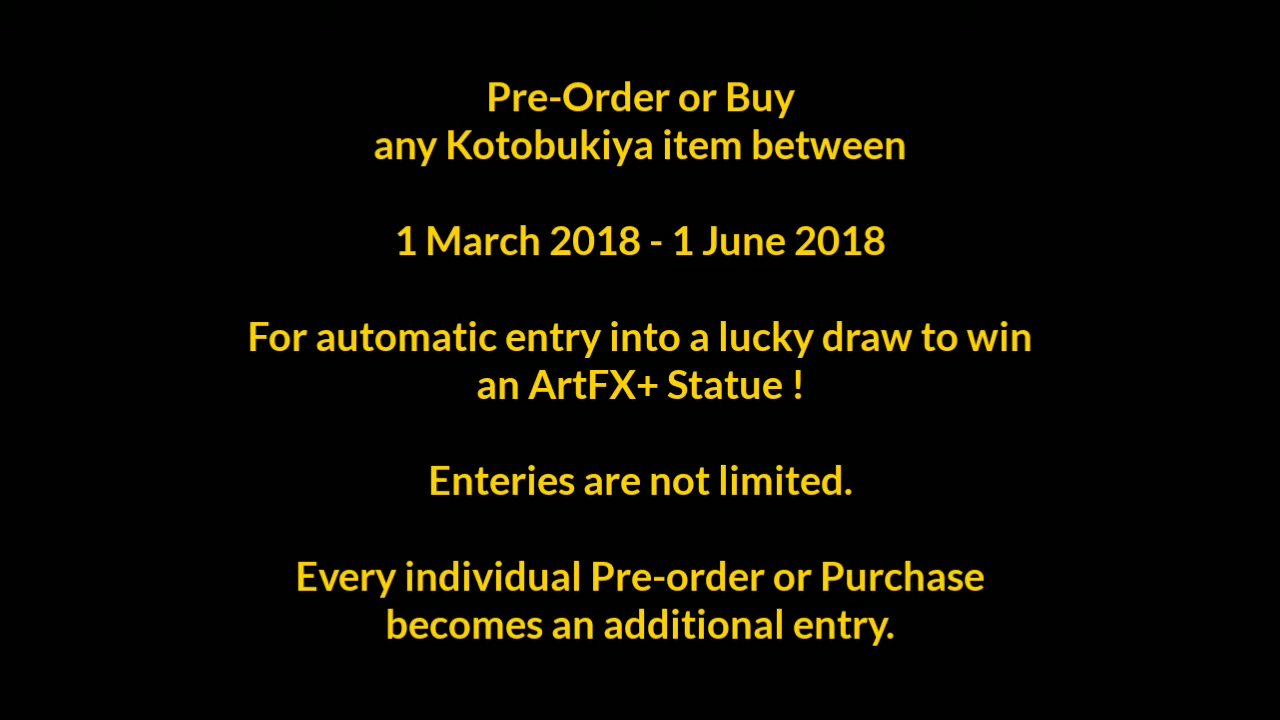 Pre-Order or Buy
any Kotobukiya item between
1 March 2018 - 1 June 2018
For automatic entry into a lucky draw to win
an ArtFX+ Statue !
Enteries are not limited.
Every individual Pre-order or Purchase
becomes an additional entry.